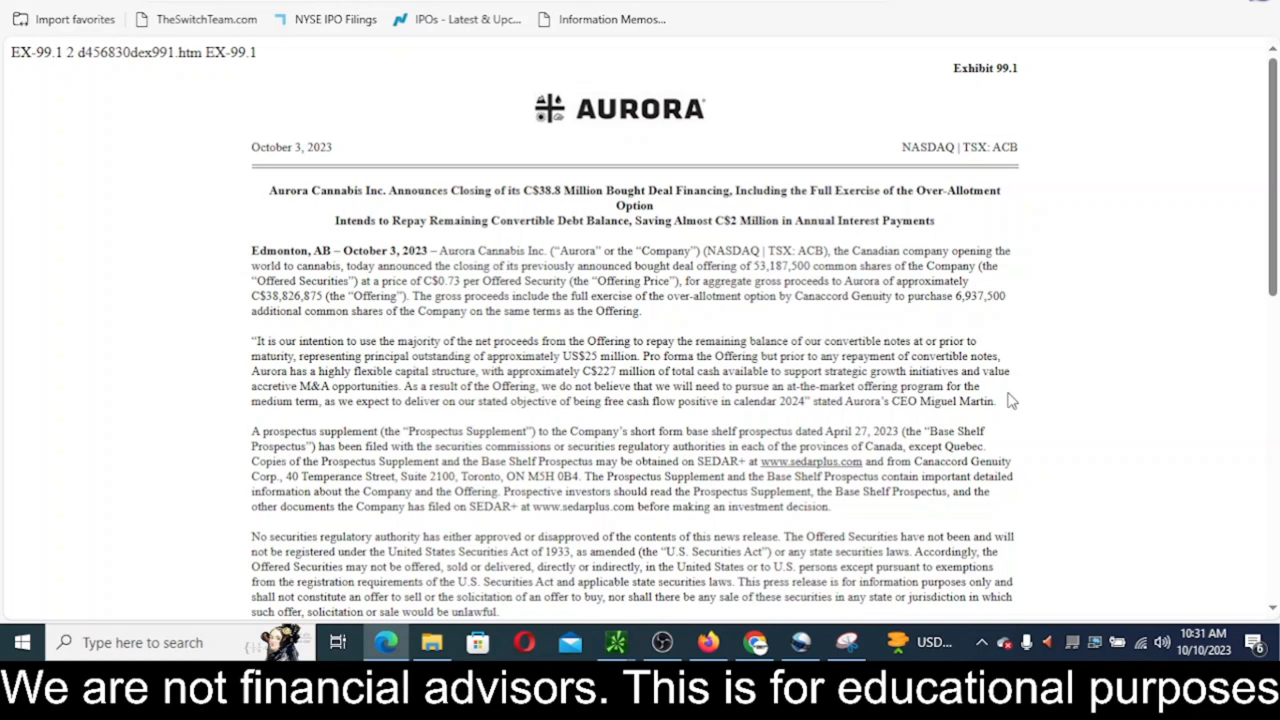 Import favorites TheSwitchTeam.com NYSE IPO Filings IPOs - Latest & Upc... Information Memos...
EX-99.1 2 d456830dex991.htm EX-99.1
Exhibit 99.1
AURORA
October 3, 2023 NASDAQ | TSX: ACB
Aurora Cannabis Inc. Announces Closing of its C$38.8 Million Bought Deal Financing, Including the Full Exercise of the Over-Allotment
Option
Intends to Repay Remaining Convertible Debt Balance, Saving Almost C$2 Million in Annual Interest Payments
Edmonton, AB – October 3, 2023 – Aurora Cannabis Inc. (“Aurora” or the “Company”) (NASDAQ | TSX: ACB), the Canadian company opening the
world to cannabis, today announced the closing of its previously announced bought deal offering of 53,187,500 common shares of the Company (the
“Offered Securities”) at a price of C$0.73 per Offered Security (the “Offering Price”), for aggregate gross proceeds to Aurora of approximately
C$38,826,875 (the “Offering”). The gross proceeds include the full exercise of the over-allotment option by Canaccord Genuity to purchase 6,937,500
additional common shares of the Company on the same terms as the Offering.
“It is our intention to use the majority of the net proceeds from the Offering to repay the remaining balance of our convertible notes at or prior to
maturity, representing principal outstanding of approximately US$25 million. Pro forma the Offering but prior to any repayment of convertible notes,
Aurora has a highly flexible capital structure, with approximately C$227 million of total cash available to support strategic growth initiatives and value
accretive M&A opportunities. As a result of the Offering, we do not believe that we will need to pursue an at-the-market offering program for the
medium term, as we expect to deliver on our stated objective of being free cash flow positive in calendar 2024” stated Aurora’s CEO Miguel Martin.
A prospectus supplement (the “Prospectus Supplement”) to the Company’s short form base shelf prospectus dated April 27, 2023 (the “Base Shelf
Prospectus”) has been filed with the securities commissions or securities regulatory authorities in each of the provinces of Canada, except Quebec.
Copies of the Prospectus Supplement and the Base Shelf Prospectus may be obtained on SEDAR+ at www.sedarplus.com and from Canaccord Genuity
Corp., 40 Temperance Street, Suite 2100, Toronto, ON M5H 0B4. The Prospectus Supplement and the Base Shelf Prospectus contain important detailed
information about the Company and the Offering. Prospective investors should read the Prospectus Supplement, the Base Shelf Prospectus, and the
other documents the Company has filed on SEDAR+ at www.sedarplus.com before making an investment decision.
No securities regulatory authority has either approved or disapproved of the contents of this news release. The Offered Securities have not been and will
not be registered under the United States Securities Act of 1933, as amended (the “U.S. Securities Act”) or any state securities laws. Accordingly, the
Offered Securities may not be offered, sold or delivered, directly or indirectly, in the United States or to U.S. persons except pursuant to exemptions
from the registration requirements of the U.S. Securities Act and applicable state securities laws. This press release is for information purposes only and
shall not constitute an offer to sell or the solicitation of an offer to buy, nor shall there be any sale of these securities in any state or jurisdiction in which
such offer, solicitation or sale would be unlawful.
Type here to search USD... 10:31 AM
10/10/2023 6
We are not financial advisors. This is for educational purposes